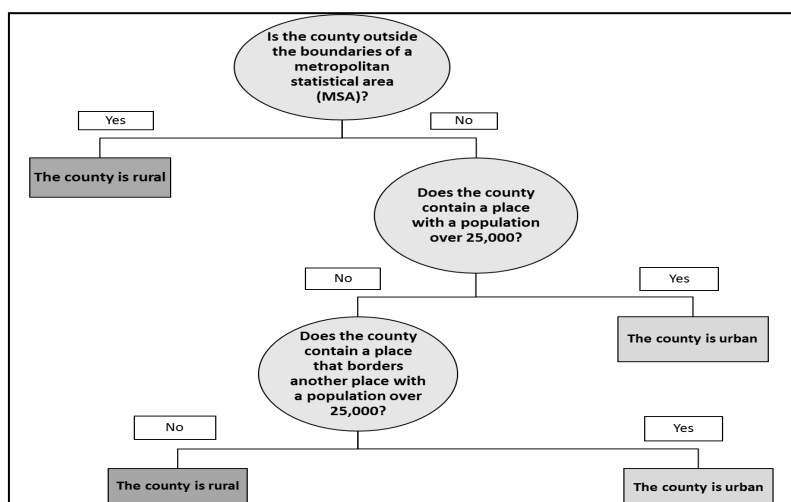 Is the county outside
the boundaries of a
metropolitan
statistical area
(MSA)?
Yes
No
The county is rural
Does the county
contain a place
with a population
over 25,000?
No
Yes
Does the county
contain a place
that borders
another place with
a population over
25,000?
The county is urban
No
Yes
The county is rural
The county is urban